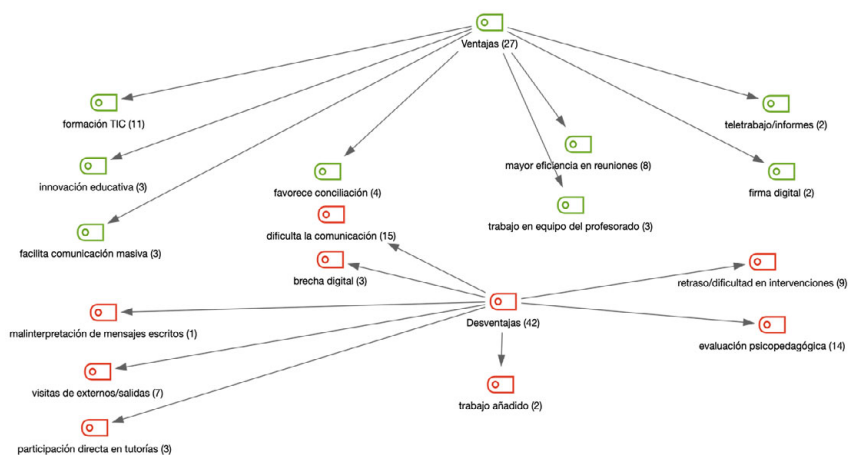 Ventajas (27)
formación TIC (11)
teletrabajo/informes (2)
mayor eficiencia en reuniones (8)
innovación educativa (3)
favorece conciliación (4)
firma digital (2)
trabajo en equipo del profesorado (3)
dificulta la comunicación (15)
facilita comunicación masiva (3)
brecha digital (3)
retraso/dificultad en intervenciones (9)
malinterpretación de mensajes escritos (1)
Desventajas (42)
evaluación psicopedagógica (14)
visitas de externos/salidas (7)
trabajo añadido (2)
participación directa en tutorías (3)